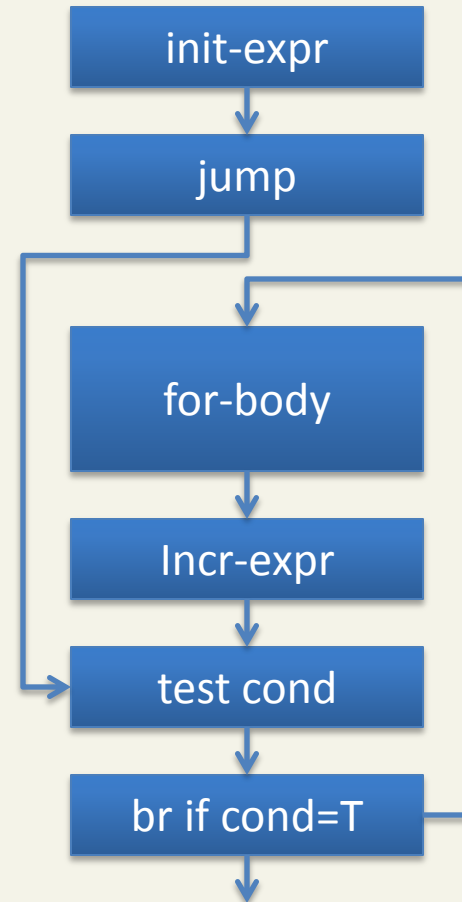 init-expr
jump
for-body
Incr-expr
test cond
br if cond=T